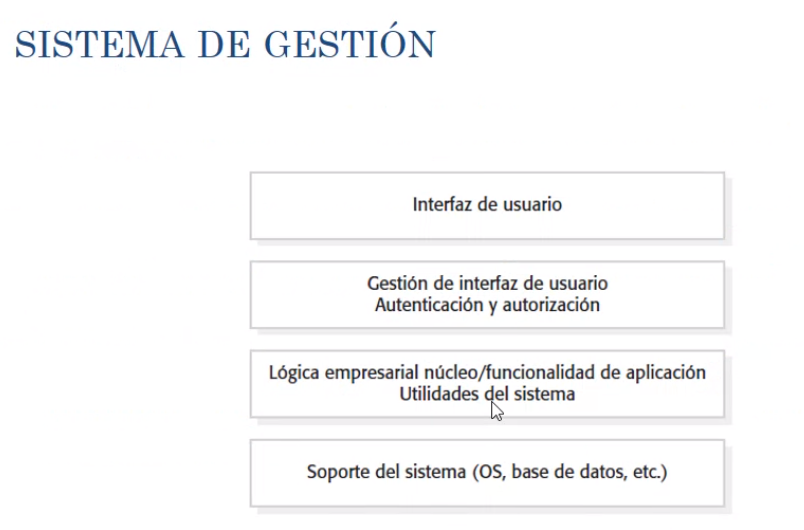 SISTEMA DE GESTIÓN
Interfaz de usuario
Gestión de interfaz de usuario
Autenticación y autorización
Lógica empresarial núcleo/funcionalidad de aplicación
Utilidades del sistema
Soporte del sistema (OS, base de datos, etc.)